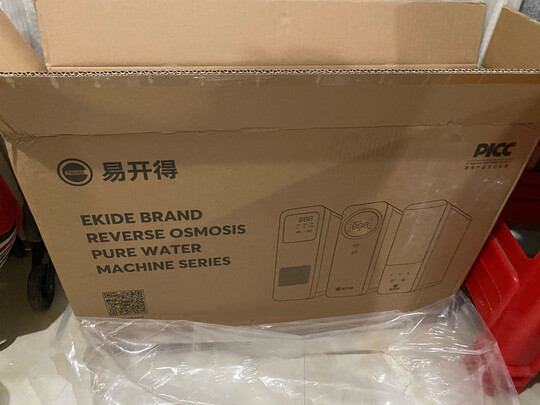 易开得
PICC
EKIDE BRAND
REVERSE OSMOSIS
PURE WATER
MACHINE SERIES